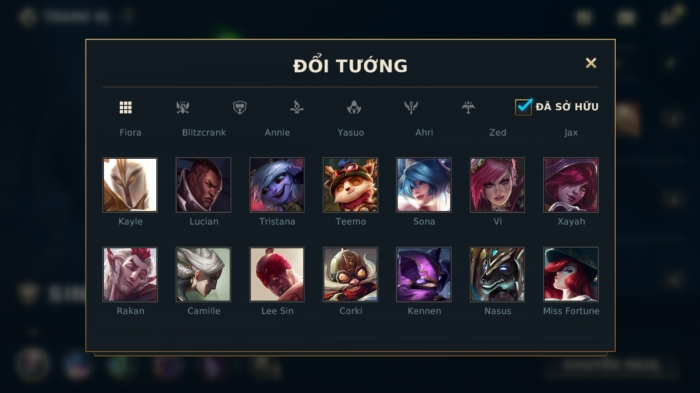 ĐỔI TƯỚNG
ĐÃ SỞ HỮU
Fiora Blitzcrank Annie Yasuo Ahri Zed Jax
Kayle Lucian Tristana Teemo Sona Vi Xayah
Rakan Camille Lee Sin Corki Kennen Nasus Miss Fortune